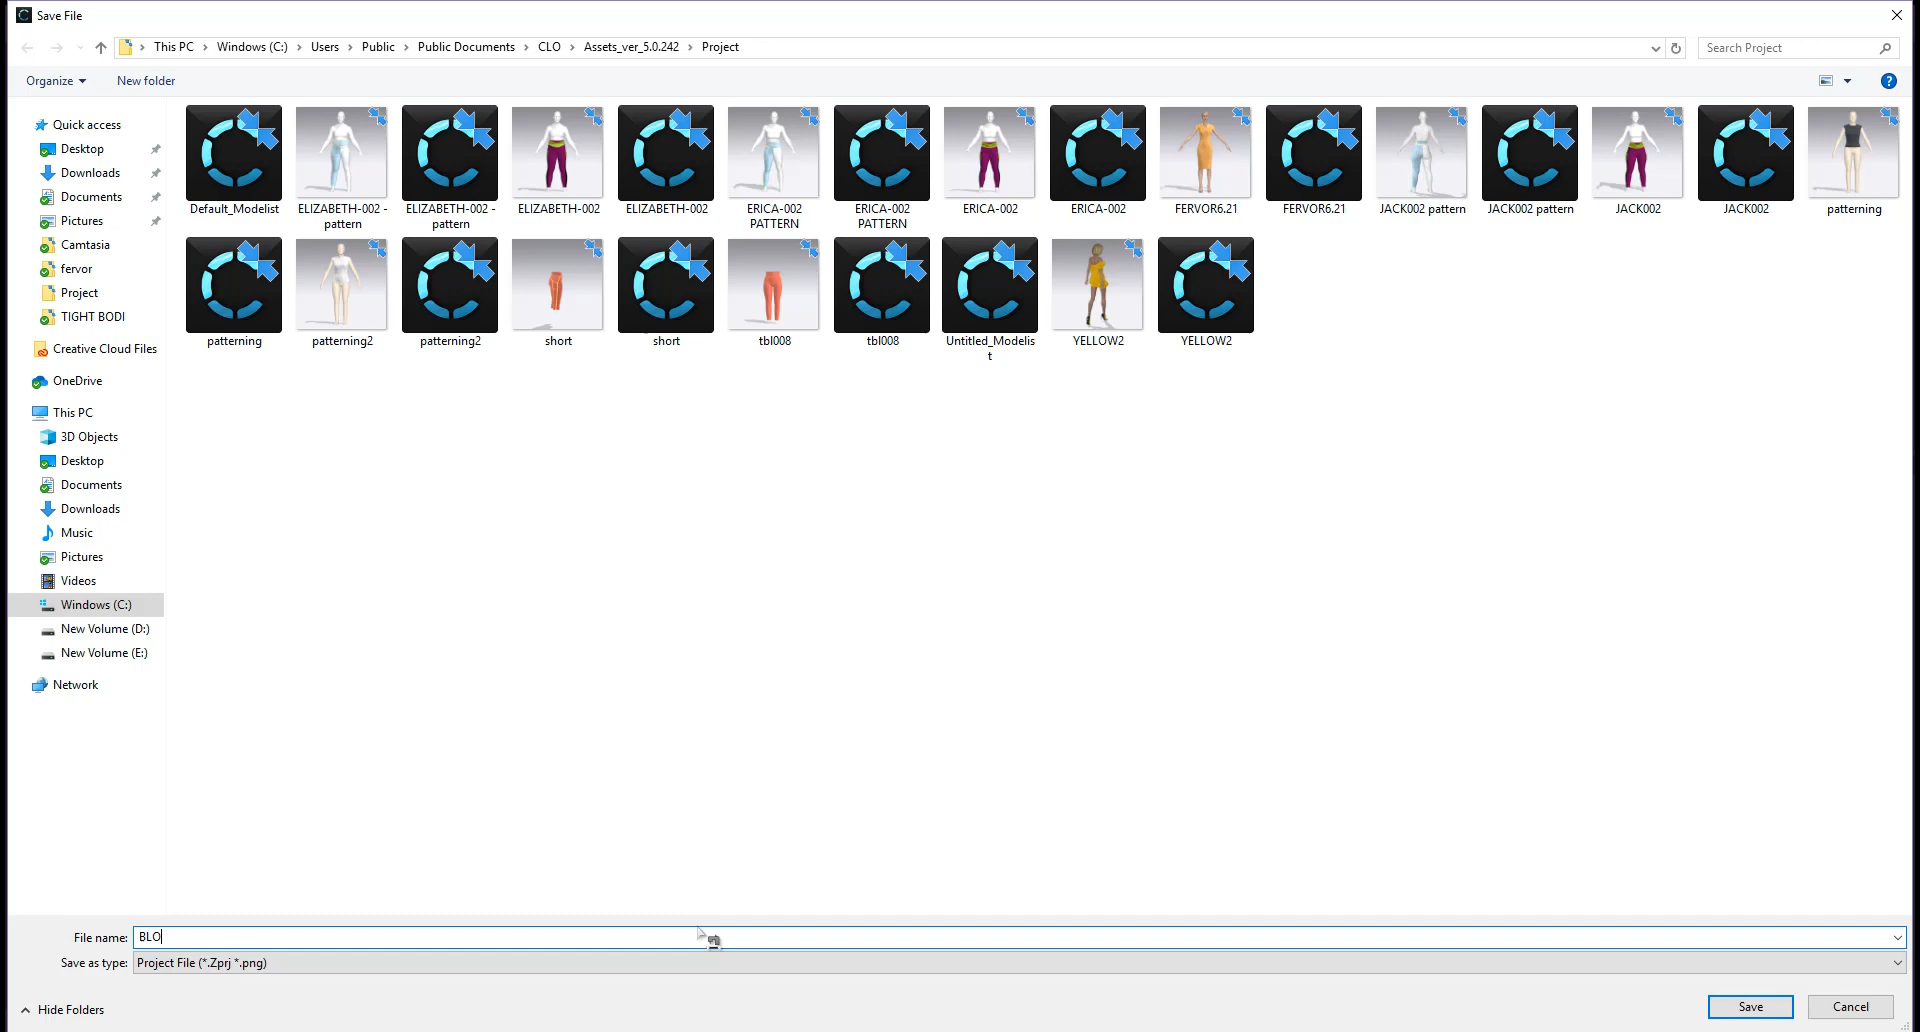 Save File
This PC > Windows (C:) > Users > Public > Public Documents > CLO > Assets_ver_5.0.242 > Project
Search Project
Organize
New folder
Quick access
Desktop
Downloads
Documents
Pictures
Camtasia
fervor
Project
TIGHT BODI
Creative Cloud Files
OneDrive
This PC
3D Objects
Desktop
Documents
Downloads
Music
Pictures
Videos
Windows (C:)
New Volume (D:)
New Volume (E:)
Network
Default_Modelist
ELIZABETH-002 -
pattern
ELIZABETH-002 -
pattern
ELIZABETH-002
ELIZABETH-002
ERICA-002
PATTERN
ERICA-002
PATTERN
ERICA-002
ERICA-002
FERVOR6.21
FERVOR6.21
JACK002 pattern
JACK002 pattern
JACK002
JACK002
patterning
patterning
patterning2
patterning2
short
short
tbl008
tbl008
Untitled_Modelis
t
YELLOW2
YELLOW2
File name: BLO
Save as type: Project File (*.Zprj *.png)
Hide Folders
Save
Cancel